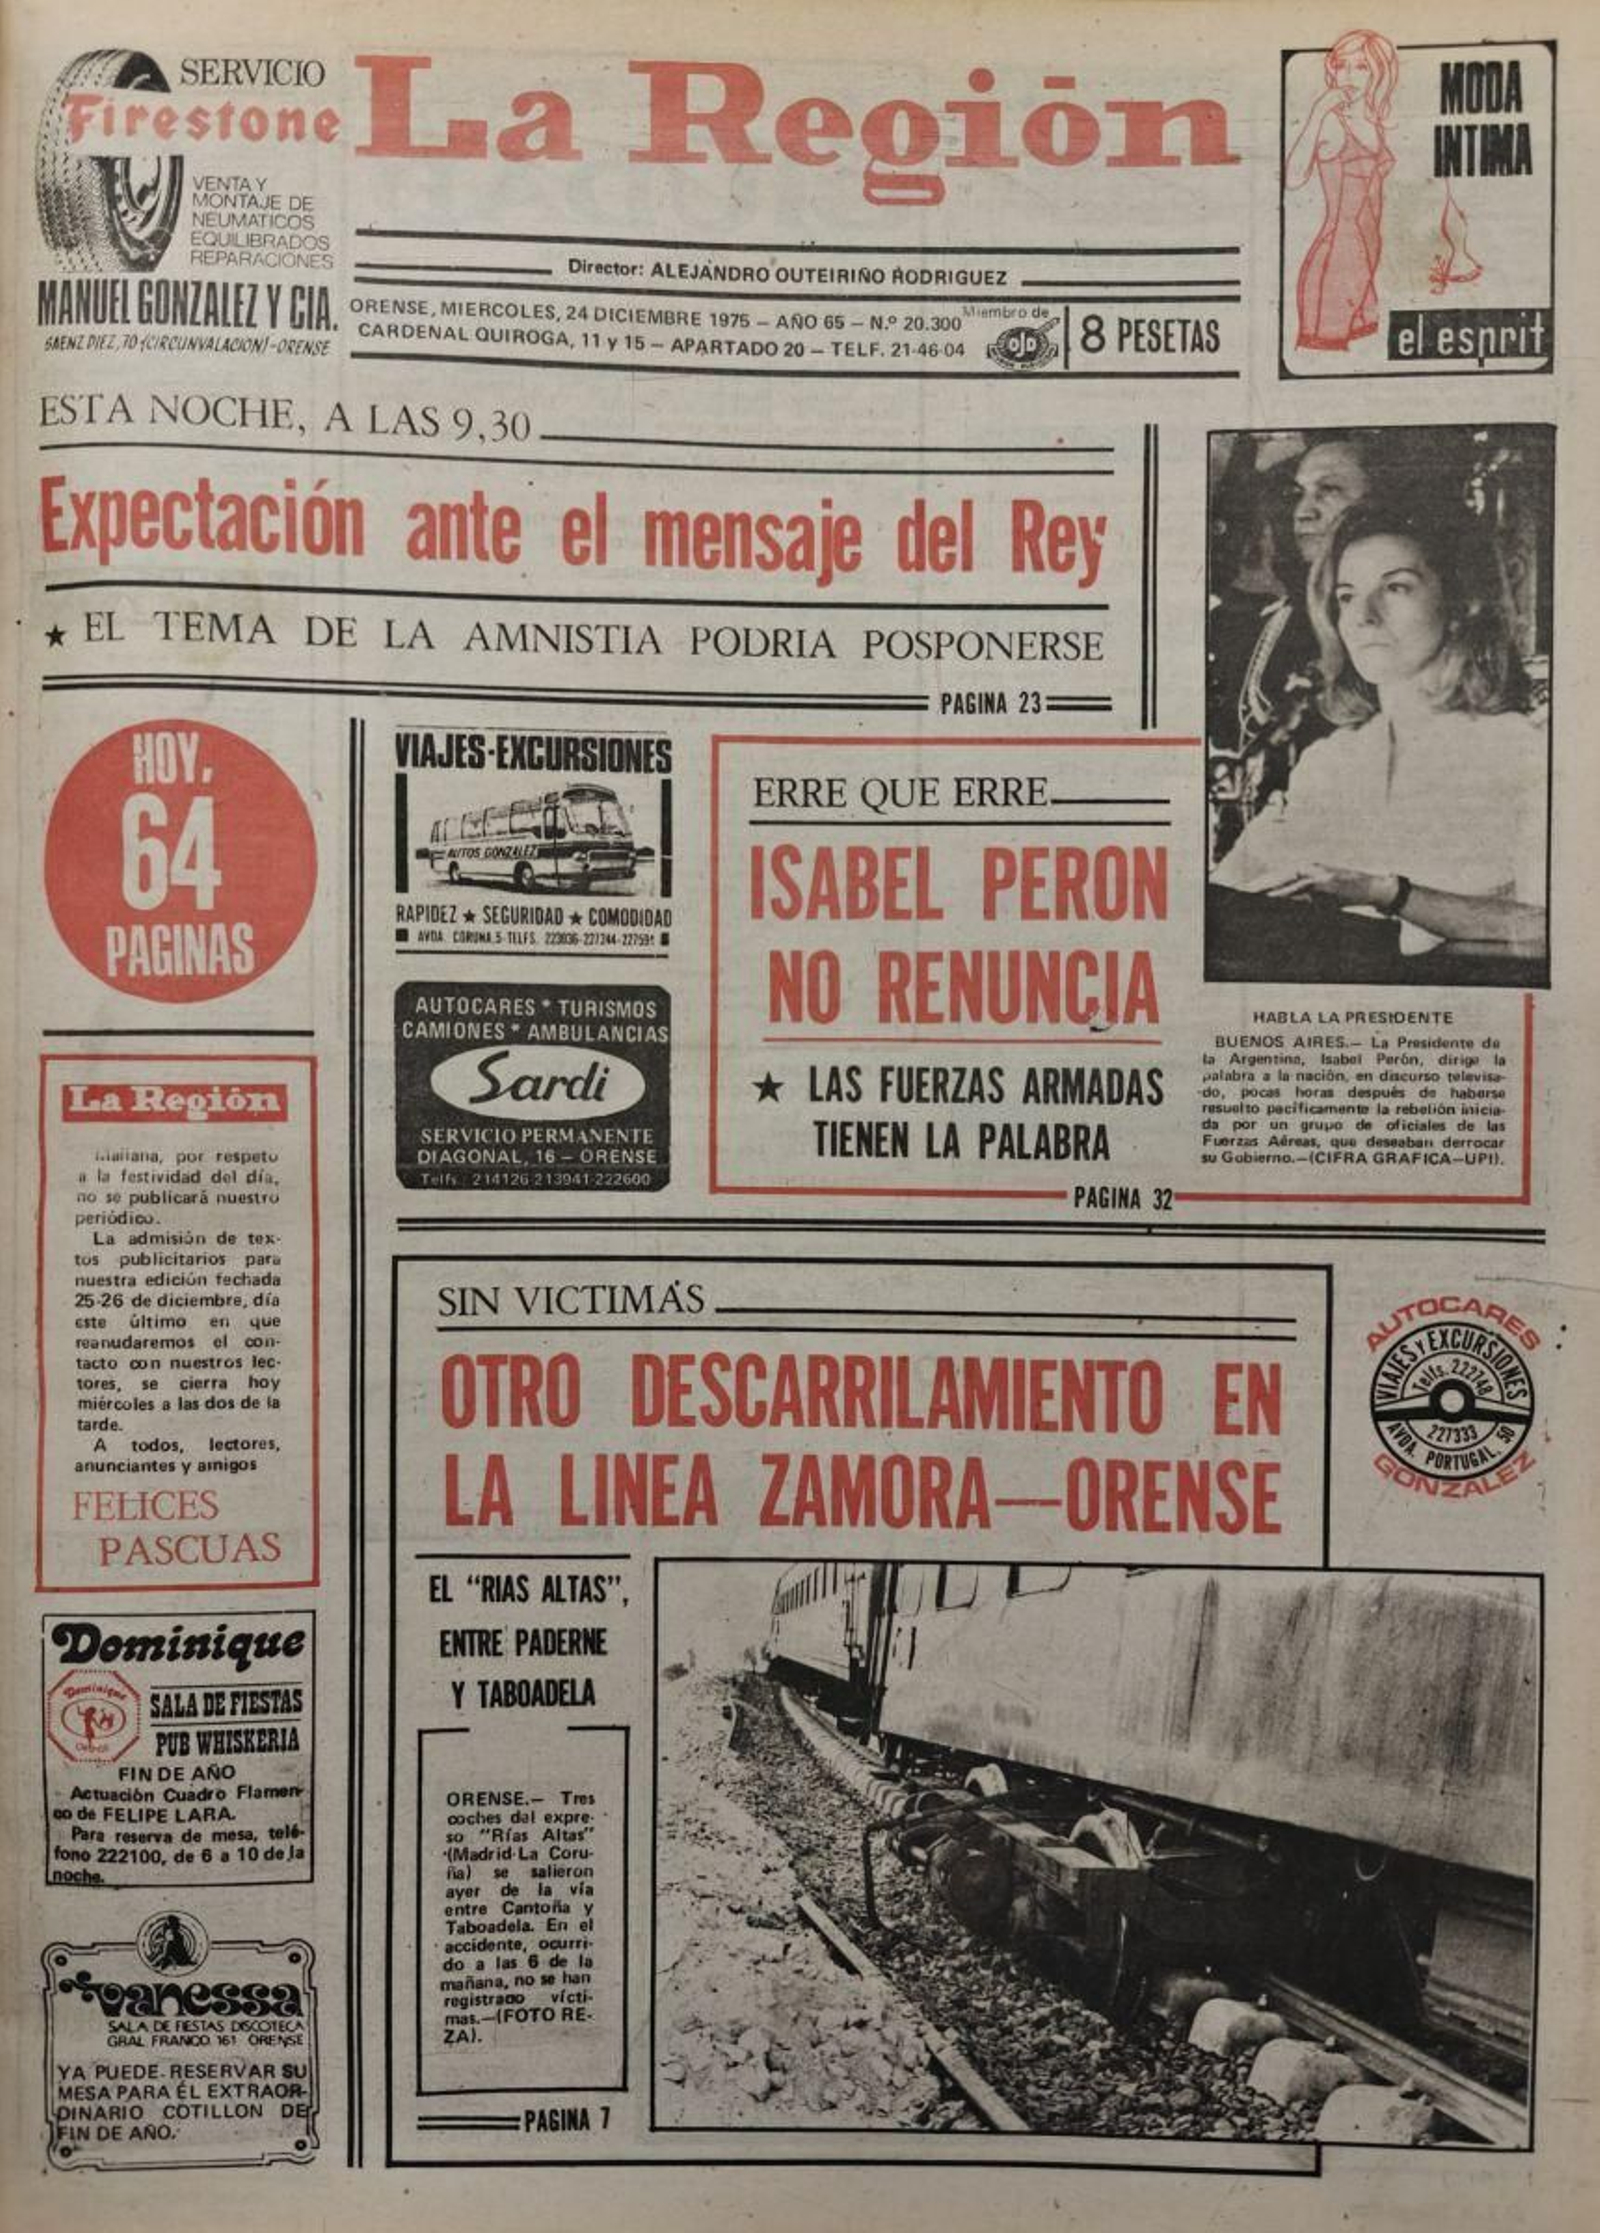 SERVICIO
Firestone
VENTA Y
MONTAJE DE
NEUMATICOS
EQUILIBRADOS
REPARACIONES
MANUEL GONZALEZ Y CIA.
SAENZ DIEZ, 70 (CIRCUNVALACION)-ORENSE
La Región
Director: ALEJANDRO OUTEIRIÑO RODRIGUEZ
ORENSE, MIERCOLES, 24 DICIEMBRE 1975 – AÑO 65 – N.º 20.300
CARDENAL QUIROGA, 11 y 15 – APARTADO 20 – TELF. 21-46-04
Miembro de
OJD
8 PESETAS
MODA
INTIMA
el esprit
ESTA NOCHE, A LAS 9,30
Expectación ante el mensaje del Rey
★ EL TEMA DE LA AMNISTIA PODRIA POSPONERSE
PAGINA 23
HOY,
64
PAGINAS
VIAJES-EXCURSIONES
AUTOS GONZALEZ
RAPIDEZ ★ SEGURIDAD ★ COMODIDAD
AVDA. CORUÑA, 5-TELFS. 223036-227244-227591
AUTOCARES * TURISMOS
CAMIONES * AMBULANCIAS
Sardi
SERVICIO PERMANENTE
DIAGONAL, 16 – ORENSE
Telfs. 214126-213941-222600
ERRE QUE ERRE
ISABEL PERON
NO RENUNCIA
★ LAS FUERZAS ARMADAS
TIENEN LA PALABRA
HABLA LA PRESIDENTE
BUENOS AIRES.– La Presidente de
la Argentina, Isabel Perón, dirige la
palabra a la nación, en discurso televisa-
do, pocas horas después de haberse
resuelto pacíficamente la rebelión inicia-
da por un grupo de oficiales de las
Fuerzas Aéreas, que deseaban derrocar
su Gobierno.–(CIFRA GRAFICA–UPI).
PAGINA 32
La Región
Mañana, por respeto
a la festividad del día,
no se publicará nuestro
periódico.
La admisión de tex-
tos publicitarios para
nuestra edición fechada
25-26 de diciembre, día
este último en que
reanudaremos el con-
tacto con nuestros lec-
tores, se cierra hoy
miércoles a las dos de la
tarde.
A todos, lectores,
anunciantes y amigos
FELICES
PASCUAS
SIN VICTIMAS
OTRO DESCARRILAMIENTO EN
LA LINEA ZAMORA—ORENSE
AUTOCARES
VIAJES Y EXCURSIONES
Telfs. 222748
227333
AVDA. PORTUGAL, 50
GONZALEZ
EL "RIAS ALTAS",
ENTRE PADERNE
Y TABOADELA
ORENSE.– Tres
coches del expre-
so "Rías Altas"
(Madrid-La Coru-
ña) se salieron
ayer de la vía
entre Cantoña y
Taboadela. En el
accidente, ocurri-
do a las 6 de la
mañana, no se han
registrado vícti-
mas.–(FOTO RE-
ZA).
PAGINA 7
Dominique
Dominique
SALA DE FIESTAS
PUB WHISKERIA
FIN DE AÑO
Actuación Cuadro Flamen-
co de FELIPE LARA.
Para reserva de mesa, telé-
fono 222100, de 6 a 10 de la
noche.
vanessa
SALA DE FIESTAS DISCOTECA
GRAL FRANCO 161 ORENSE
YA PUEDE RESERVAR SU
MESA PARA EL EXTRAOR-
DINARIO COTILLON DE
FIN DE AÑO.